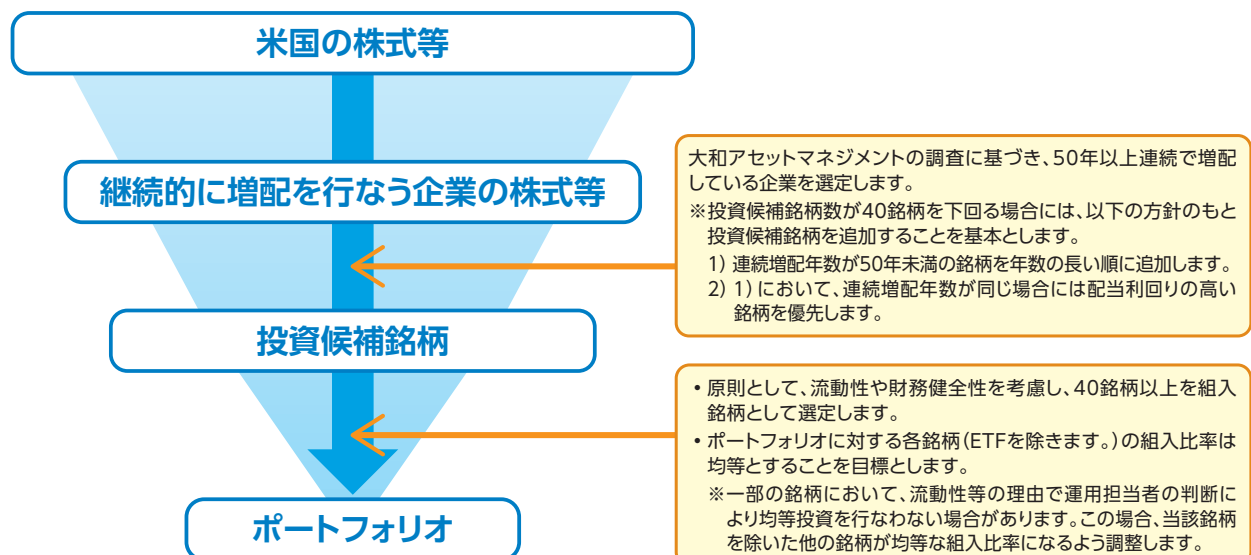 米国の株式等
継続的に増配を行なう企業の株式等
大和アセットマネジメントの調査に基づき、50年以上連続で増配
している企業を選定します。
※投資候補銘柄数が40銘柄を下回る場合には、以下の方針のもと
投資候補銘柄を追加することを基本とします。
1）連続増配年数が50年未満の銘柄を年数の長い順に追加します。
2）1）において、連続増配年数が同じ場合には配当利回りの高い
銘柄を優先します。
投資候補銘柄
•原則として、流動性や財務健全性を考慮し、40銘柄以上を組入
銘柄として選定します。
•ポートフォリオに対する各銘柄（ETFを除きます。）の組入比率は
均等とすることを目標とします。
※一部の銘柄において、流動性等の理由で運用担当者の判断に
より均等投資を行なわない場合があります。この場合、当該銘柄
を除いた他の銘柄が均等な組入比率になるよう調整します。
ポートフォリオ